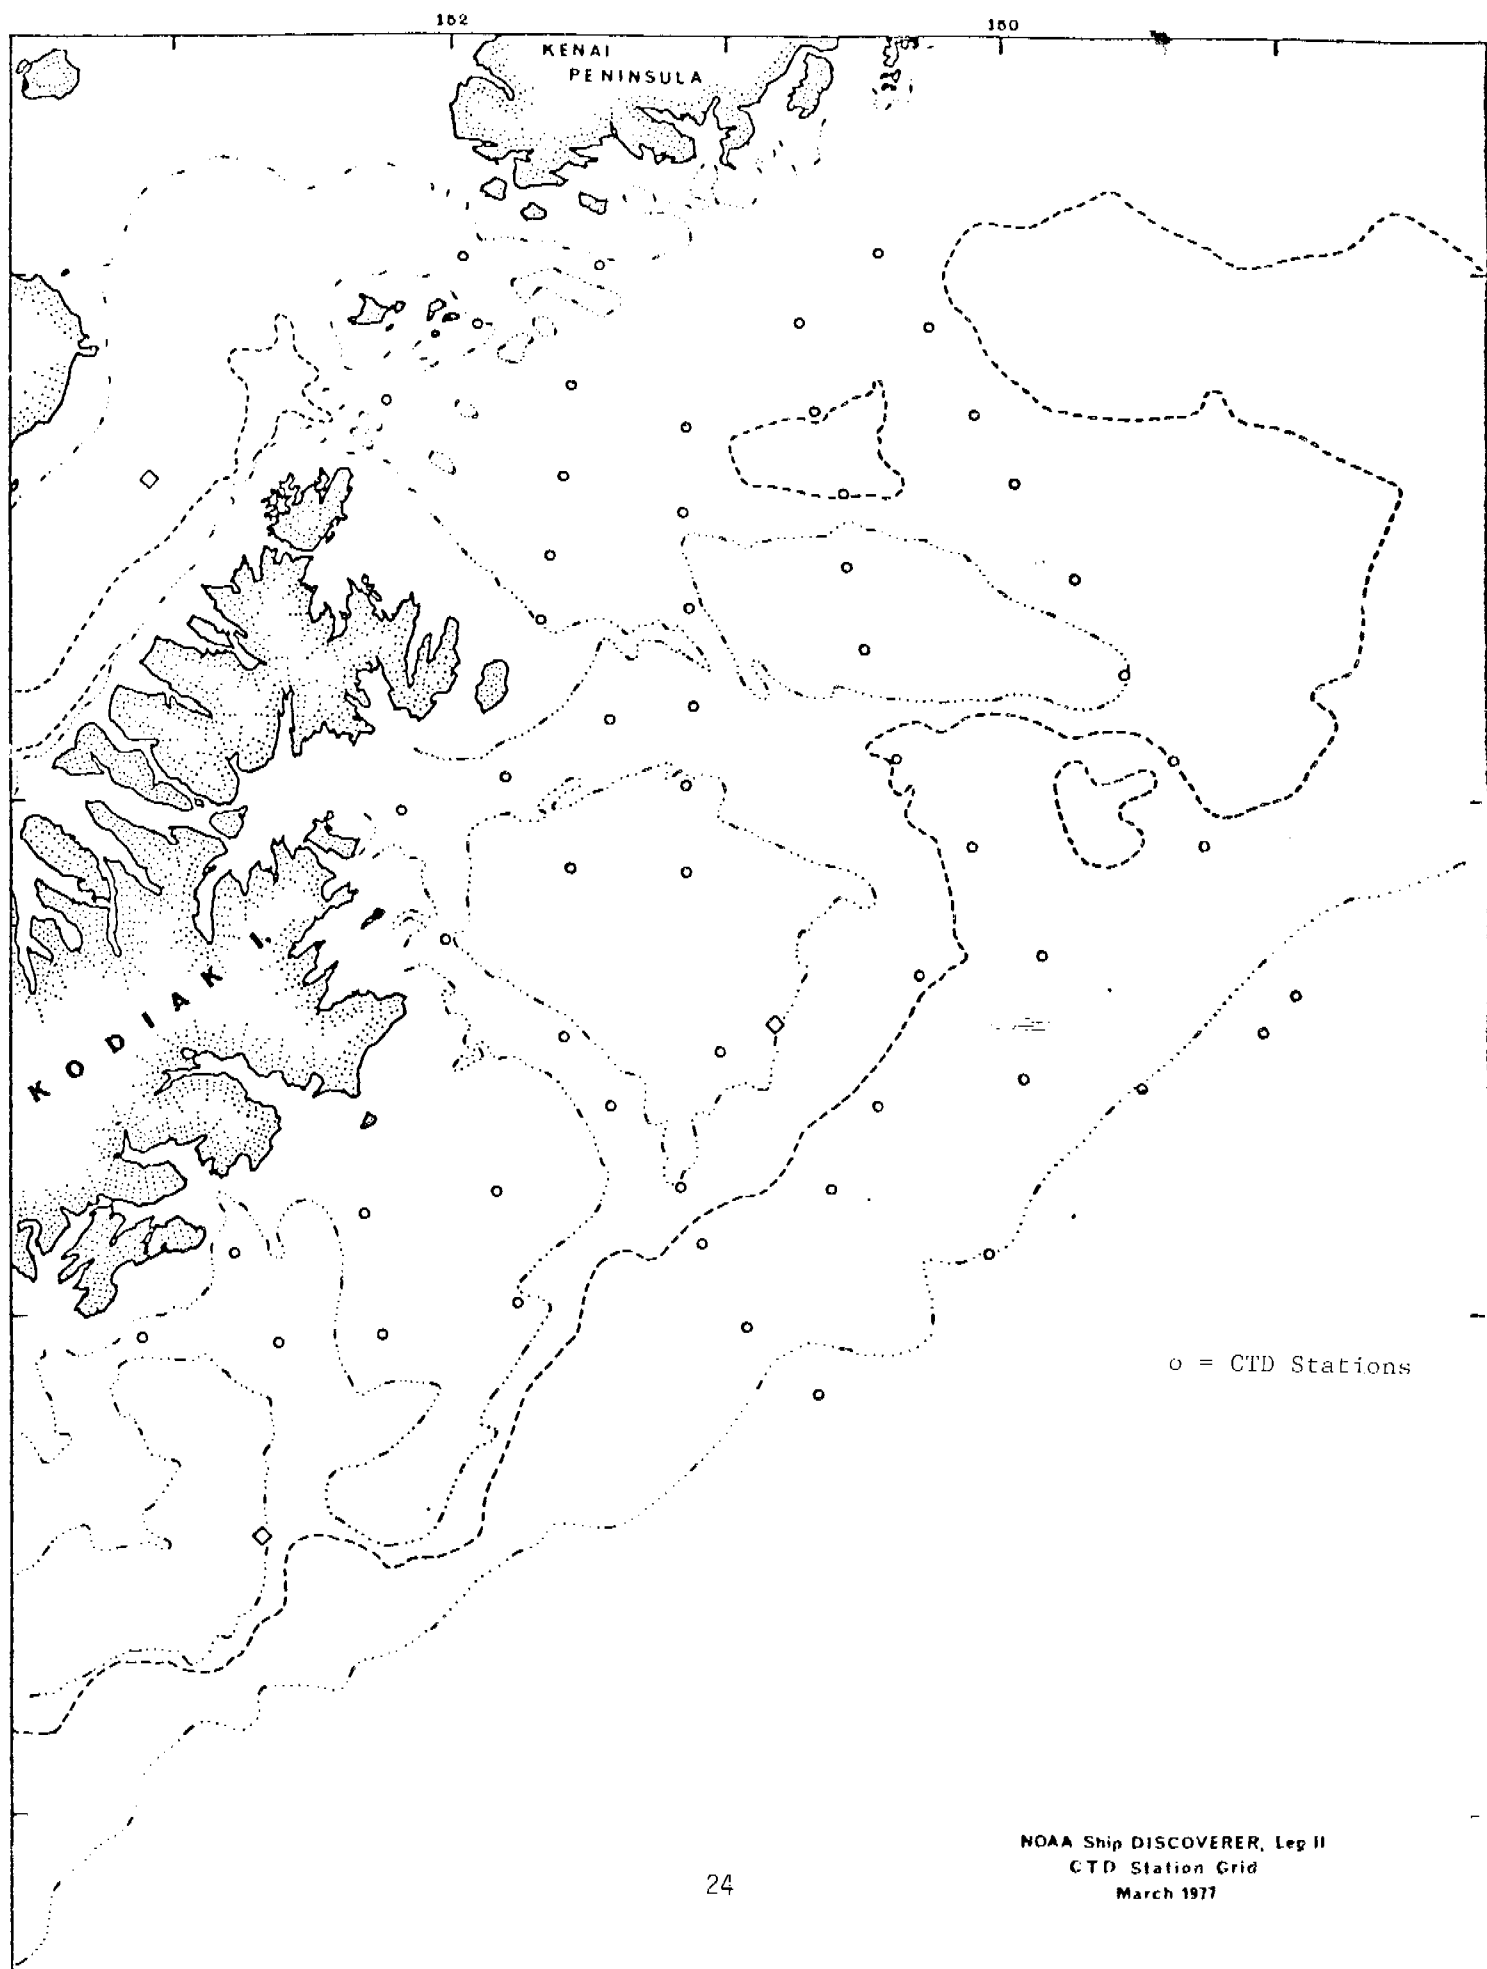 152 150
KENAI
PENINSULA
KODIAK I.
o = CTD Stations
NOAA Ship DISCOVERER, Leg II
CTD Station Grid
March 1977
24